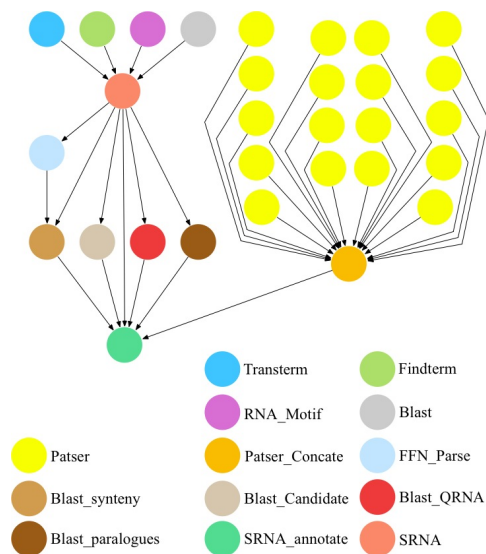 Transterm
Findterm
RNA_Motif
Blast
Patser
Patser_Concate
FFN_Parse
Blast_synteny
Blast_Candidate
Blast_QRNA
Blast_paralogues
SRNA_annotate
SRNA